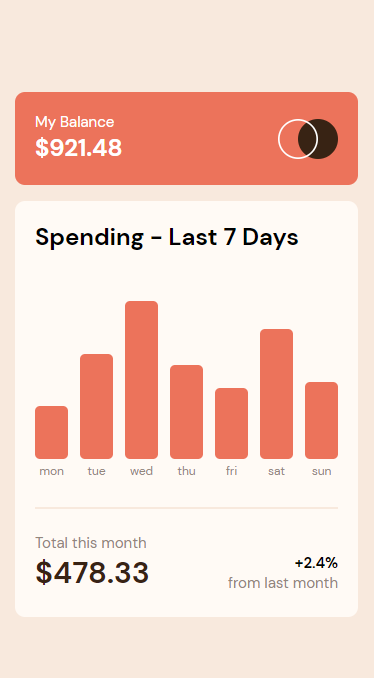 My Balance
$921.48
Spending - Last 7 Days
mon tue wed thu fri sat sun
Total this month
$478.33
+2.4%
from last month